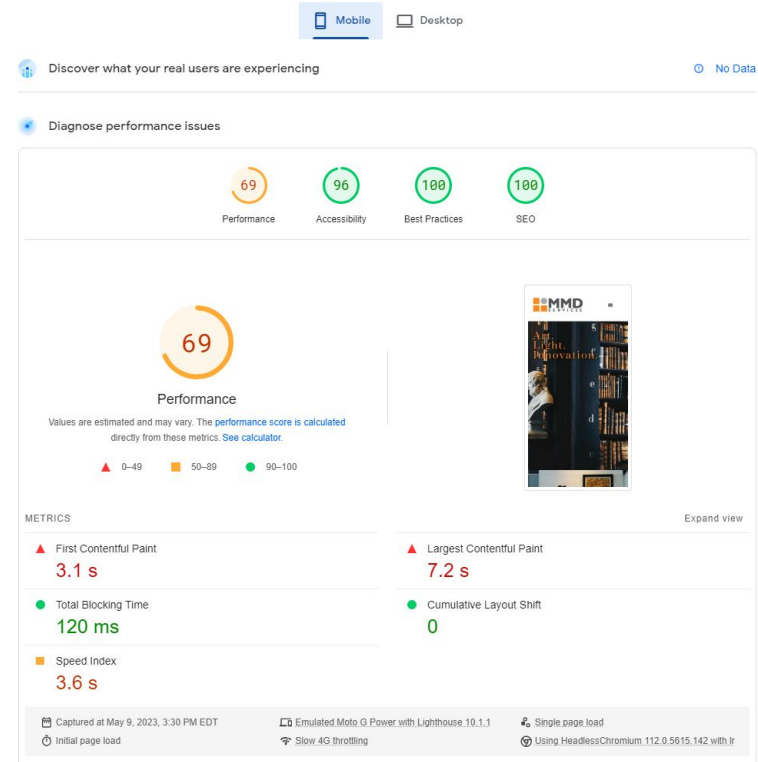 Mobile
Desktop
Discover what your real users are experiencing
No Data
Diagnose performance issues
69
96
100
100
Performance
Accessibility
Best Practices
SEO
69
Performance
Values are estimated and may vary. The performance score is calculated
directly from these metrics. See calculator.
0–49
50–89
90–100
MMD
SERVICES
Art.
Light.
Innovation.
METRICS
Expand view
First Contentful Paint
3.1 s
Largest Contentful Paint
7.2 s
Total Blocking Time
120 ms
Cumulative Layout Shift
0
Speed Index
3.6 s
Captured at May 9, 2023, 3:30 PM EDT
Emulated Moto G Power with Lighthouse 10.1.1
Single page load
Initial page load
Slow 4G throttling
Using HeadlessChromium 112.0.5615.142 with lr